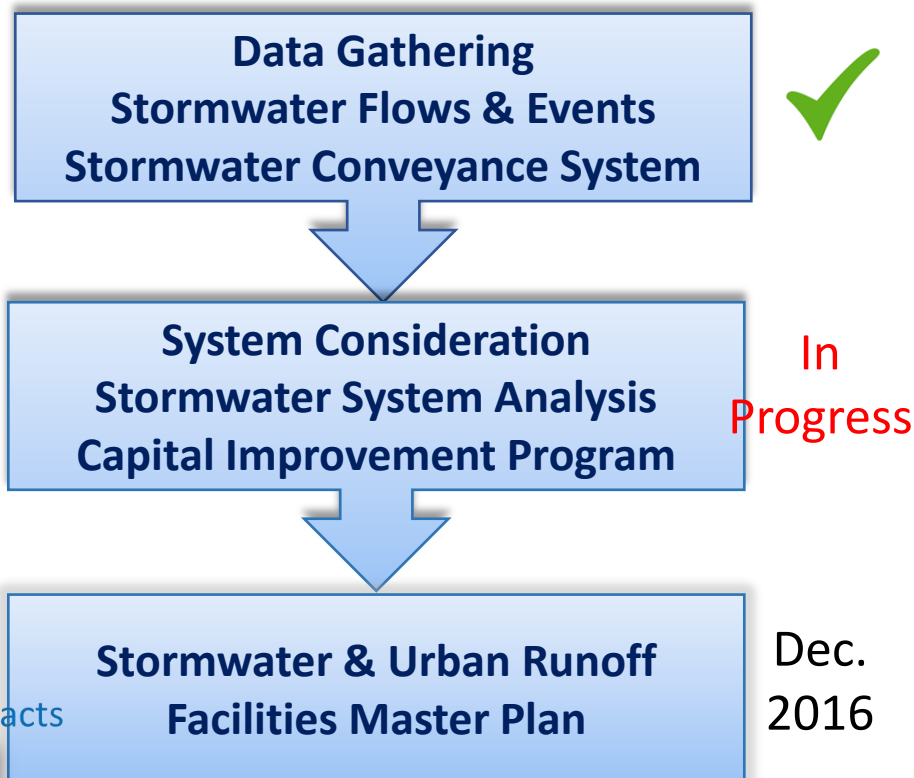 Data Gathering
Stormwater Flows & Events
Stormwater Conveyance System
System Consideration
Stormwater System Analysis
Capital Improvement Program
In
Progress
Stormwater & Urban Runoff
Facilities Master Plan
Dec.
2016
acts